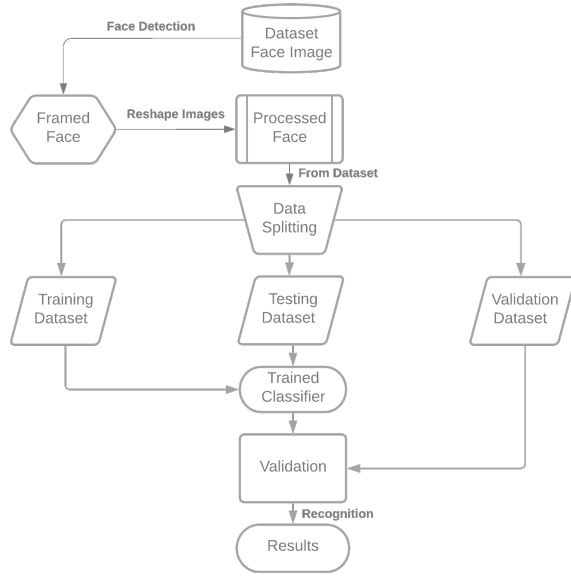 Face Detection
Dataset
Face Image
Framed
Face
Reshape Images
Processed
Face
From Dataset
Data
Splitting
Training
Dataset
Testing
Dataset
Validation
Dataset
Trained
Classifier
Validation
Recognition
Results